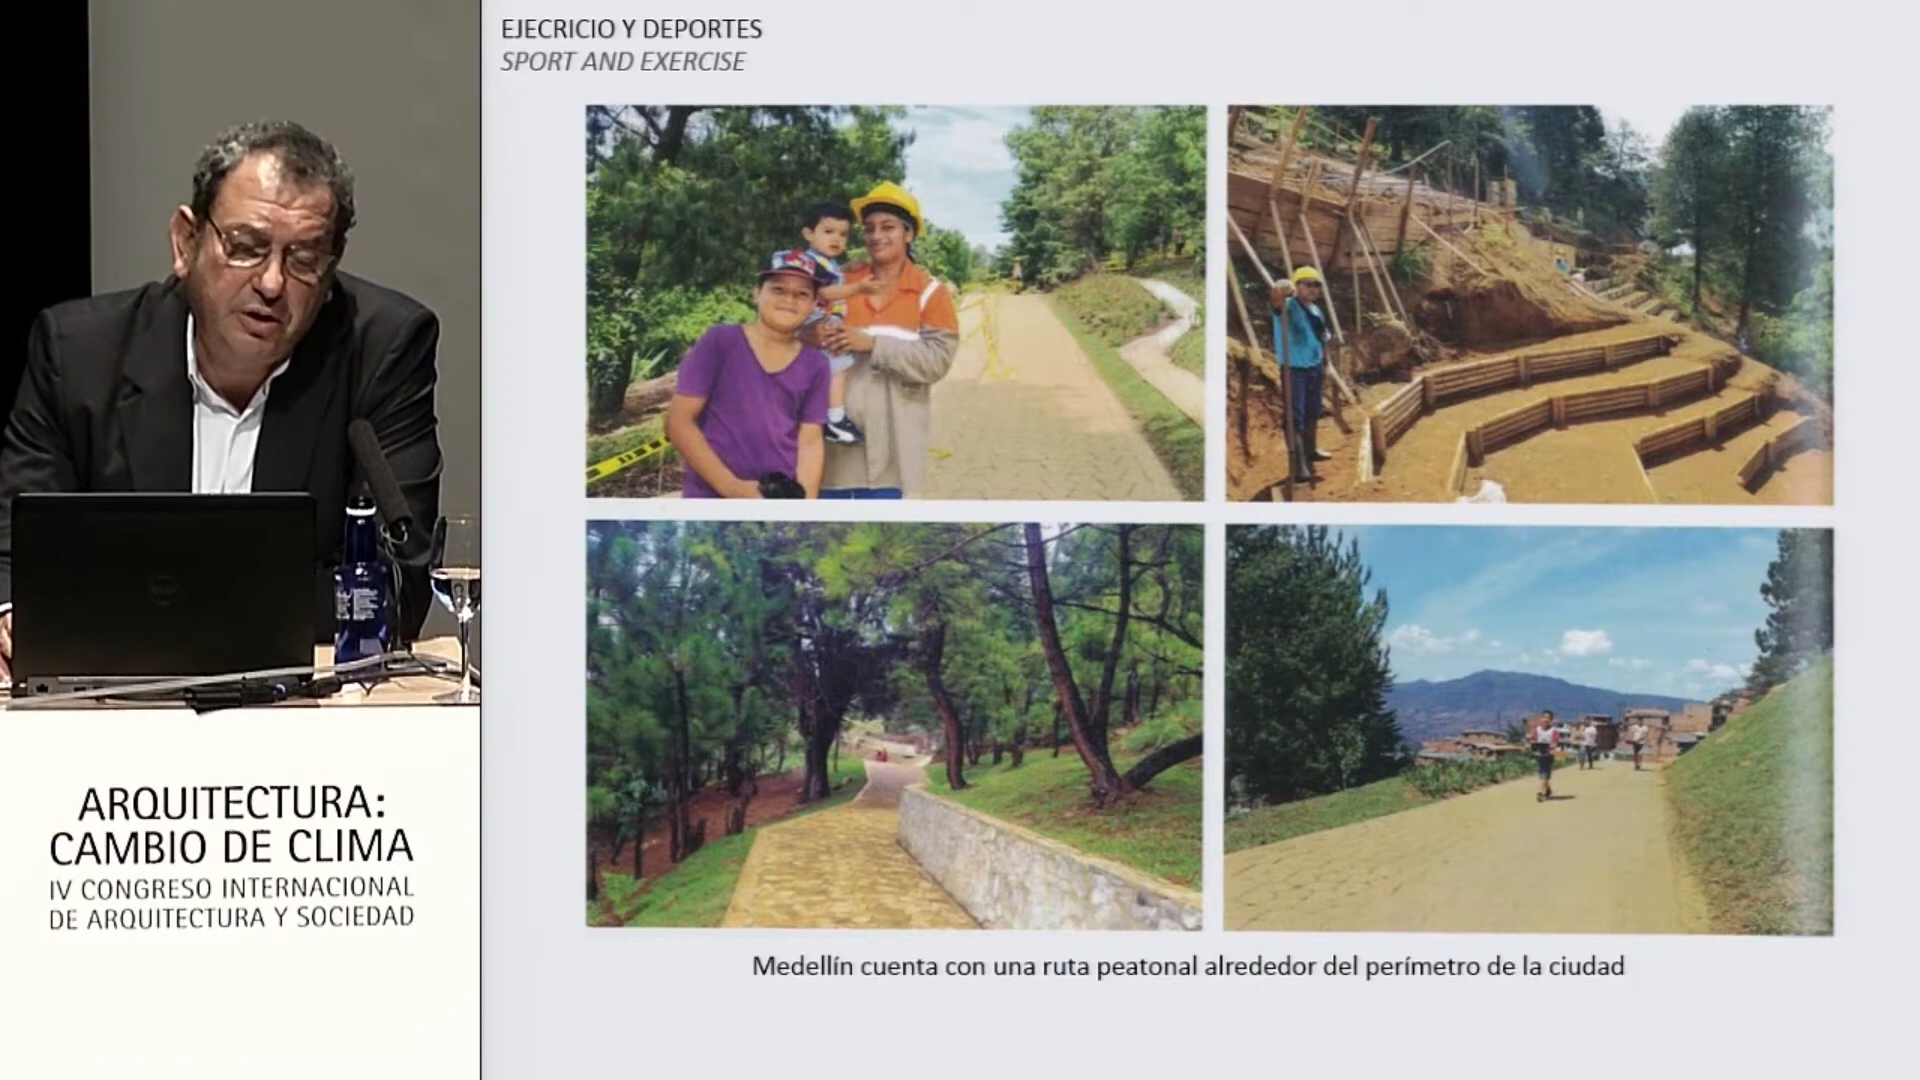 EJECRICIO Y DEPORTES
SPORT AND EXERCISE
Medellín cuenta con una ruta peatonal alrededor del perímetro de la ciudad
ARQUITECTURA:
CAMBIO DE CLIMA
IV CONGRESO INTERNACIONAL
DE ARQUITECTURA Y SOCIEDAD